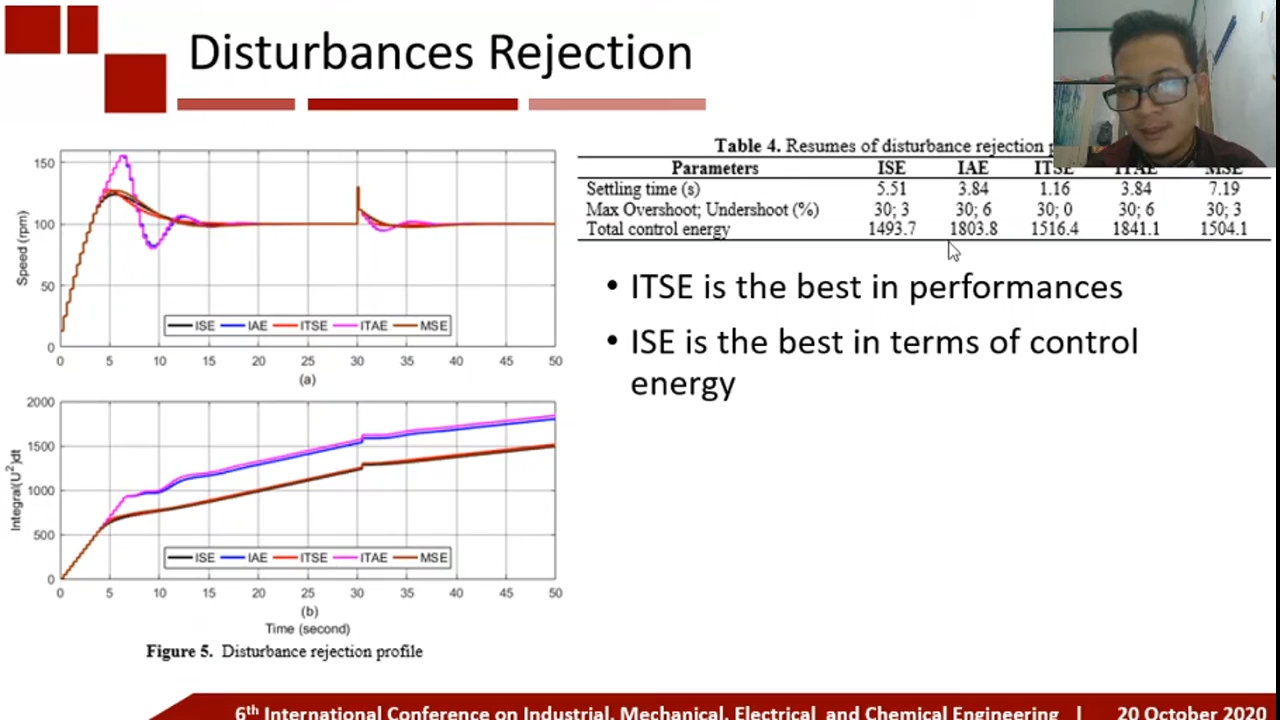 Disturbances Rejection
150
100
50
0
Speed (rpm)
ISE IAE ITSE ITAE MSE
0 5 10 15 20 25 30 35 40 45 50
(a)
2000
1500
1000
500
0
Integral(U²)dt
ISE IAE ITSE ITAE MSE
0 5 10 15 20 25 30 35 40 45 50
(b)
Time (second)
Figure 5. Disturbance rejection profile
Table 4. Resumes of disturbance rejection
Parameters ISE IAE ITSE ITAE MSE
Settling time (s) 5.51 3.84 1.16 3.84 7.19
Max Overshoot; Undershoot (%) 30; 3 30; 6 30; 0 30; 6 30; 3
Total control energy 1493.7 1803.8 1516.4 1841.1 1504.1
• ITSE is the best in performances
• ISE is the best in terms of control
energy
6th International Conference on Industrial, Mechanical, Electrical, and Chemical Engineering | 20 October 2020